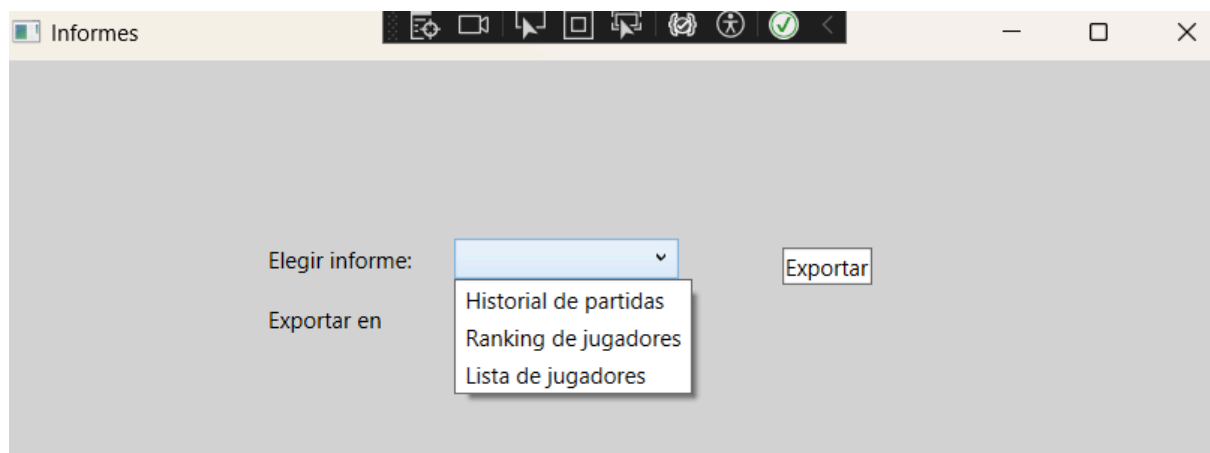 Informes
Elegir informe:
Exportar
Historial de partidas
Exportar en
Ranking de jugadores
Lista de jugadores